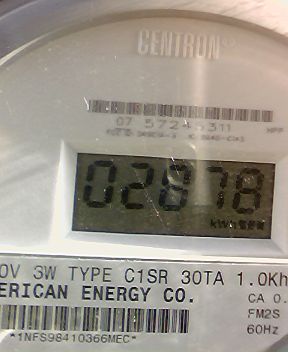 CENTRON®
07 57245311
02878
kWh
0V 3W TYPE C1SR 30TA 1.0Kh
ERICAN ENERGY CO.
CA 0.
FM2S
60Hz
*1NFS98410366MEC*